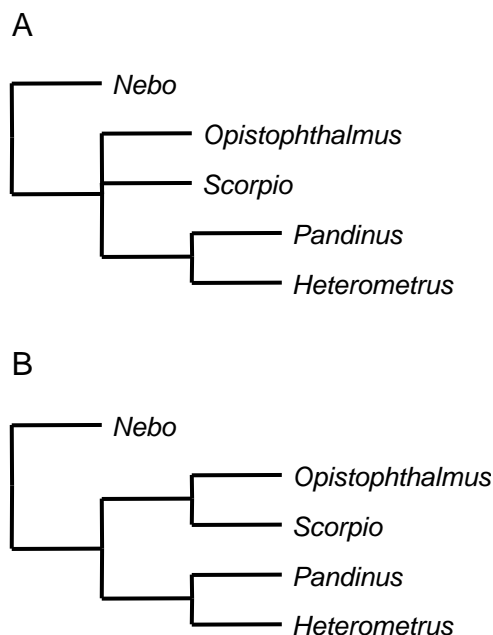 A
Nebo
Opistophthalmus
Scorpio
Pandinus
Heterometrus
B
Nebo
Opistophthalmus
Scorpio
Pandinus
Heterometrus